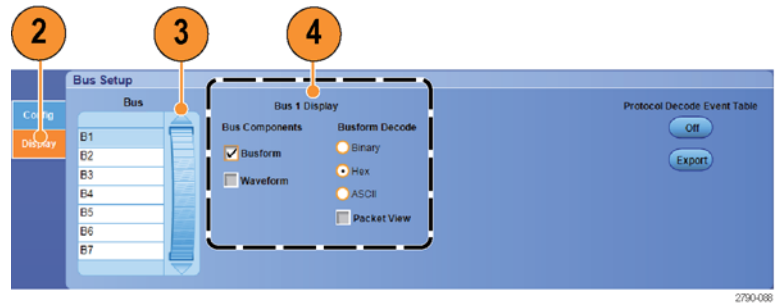 2
3
4
Bus Setup
Config
Display
Bus
B1
B2
B3
B4
B5
B6
B7
Bus 1 Display
Bus Components
Busform Decode
Busform
Waveform
Binary
Hex
ASCII
Packet View
Protocol Decode Event Table
Off
Export
2790-088